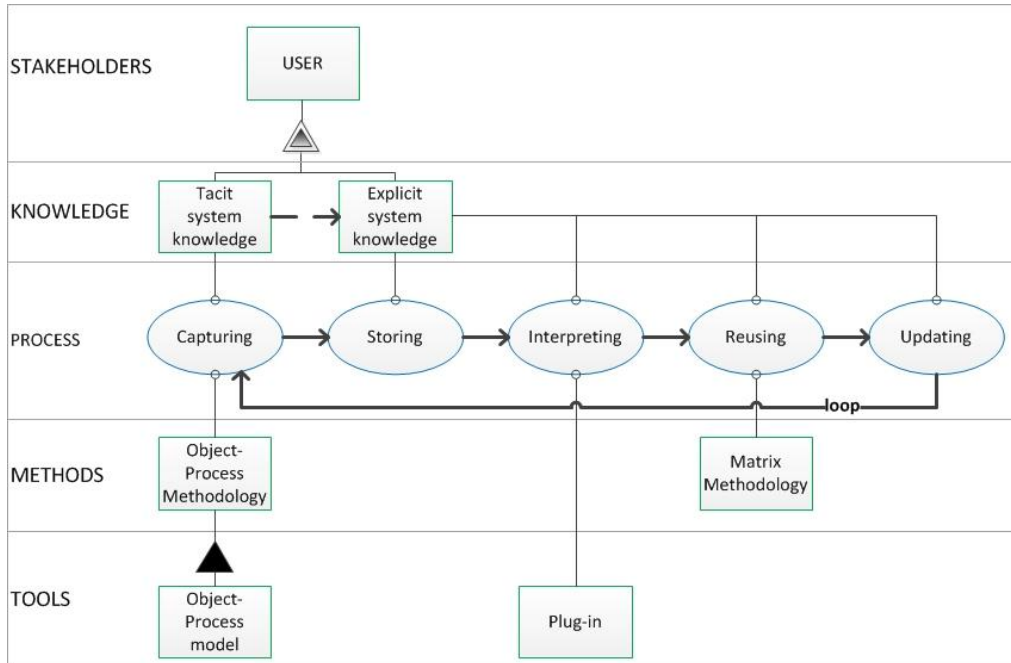 STAKEHOLDERS
USER
KNOWLEDGE
Tacit
system
knowledge
Explicit
system
knowledge
PROCESS
Capturing
Storing
Interpreting
Reusing
Updating
loop
METHODS
Object-
Process
Methodology
Matrix
Methodology
TOOLS
Object-
Process
model
Plug-in